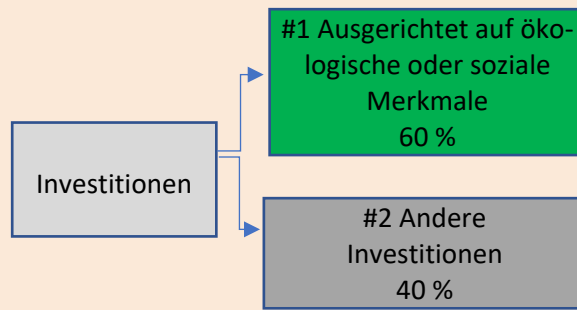 #1 Ausgerichtet auf öko-
logische oder soziale
Merkmale
60 %
Investitionen
#2 Andere
Investitionen
40 %